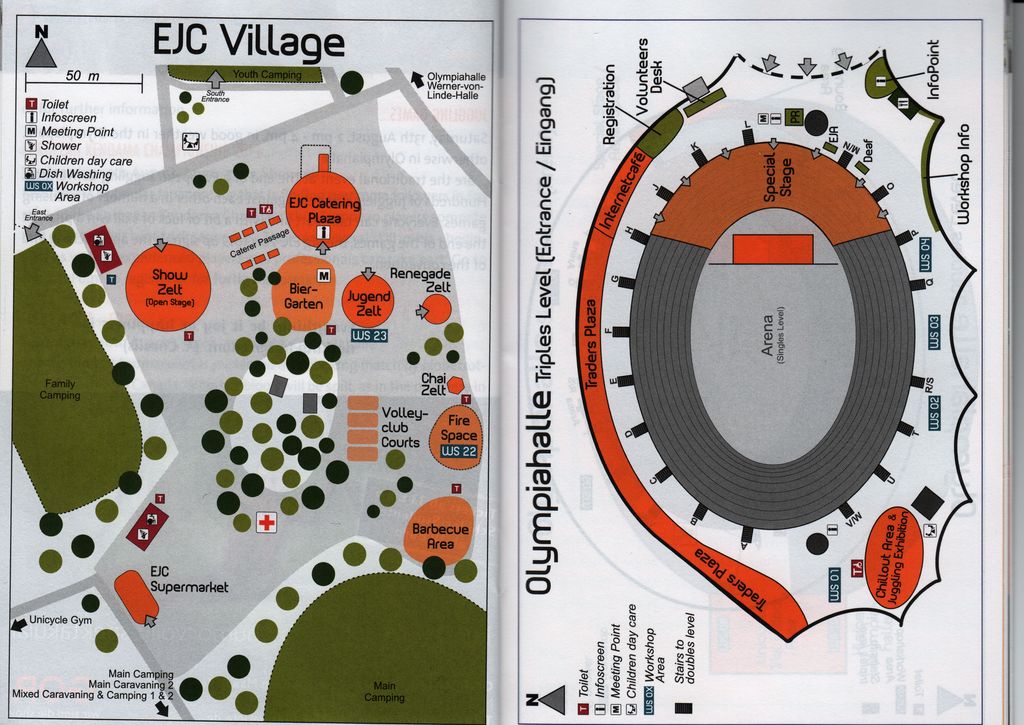 EJC Village
N
50 m
T Toilet
i Infoscreen
M Meeting Point
Shower
Children day care
Dish Washing
WS 0X Workshop
Area
Youth Camping
South
Entrance
Olympiahalle
Werner-von-
Linde-Halle
East
Entrance
EJC Catering
Plaza
Caterer Passage
Show
Zelt
(Open Stage)
Bier-
Garten
M
Jugend
Zelt
WS 23
Renegade
Zelt
Family
Camping
Chai
Zelt
Volley-
club
Courts
Fire
Space
WS 22
Barbecue
Area
EJC
Supermarket
Unicycle Gym
Main Camping
Main Caravaning 2
Mixed Caravaning & Camping 1 & 2
Main
Camping
Olympiahalle Triples Level (Entrance / Eingang)
Registration
Volunteers
Desk
InfoPoint
Workshop Info
PR
EJA
Deaf
Internetcafé
Special
Stage
Traders Plaza
Arena
(Singles Level)
A
B
C
D
E
F
G
H
J
K
L
M/N
O
P
Q
R/S
T
U
V/W
WS 04
WS 03
WS 02
WS 01
Chillout Area &
Juggling Exhibition
Traders Plaza
N
T Toilet
i Infoscreen
M Meeting Point
Children day care
WS 0X Workshop
Area
Stairs to
doubles level